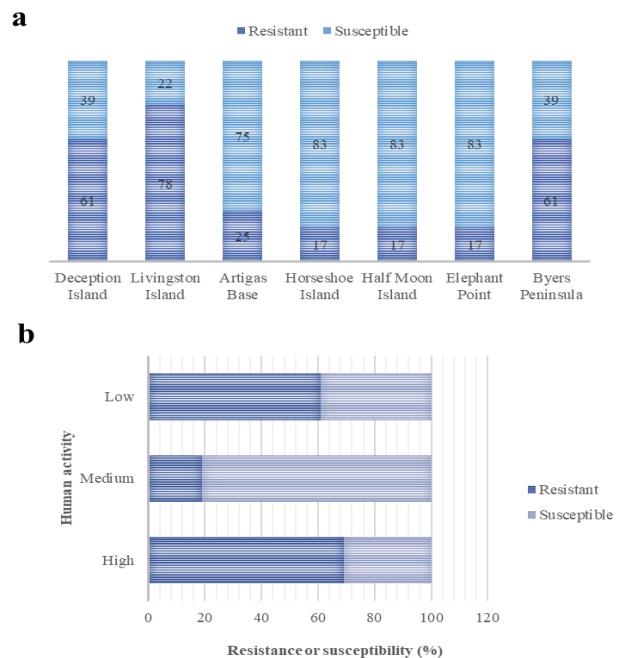 a
Resistant Susceptible
39 22 75 83 83 83 39
61 78 25 17 17 17 61
Deception Livingston Artigas Horseshoe Half Moon Elephant Byers
Island Island Base Island Island Point Peninsula
b
Low
Medium
High
Human activity
Resistant
Susceptible
0 20 40 60 80 100 120
Resistance or susceptibility (%)